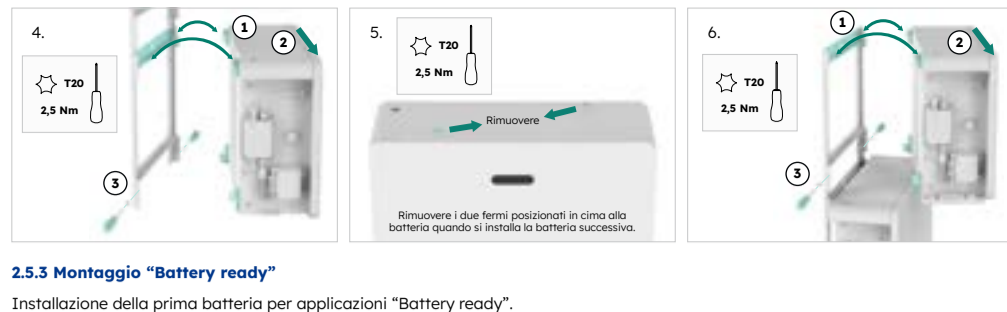 4.
1
2
T20
2,5 Nm
3
5.
T20
2,5 Nm
Rimuovere
Rimuovere i due fermi posizionati in cima alla
batteria quando si installa la batteria successiva.
6.
1
2
T20
2,5 Nm
3
2.5.3 Montaggio “Battery ready”
Installazione della prima batteria per applicazioni “Battery ready”.